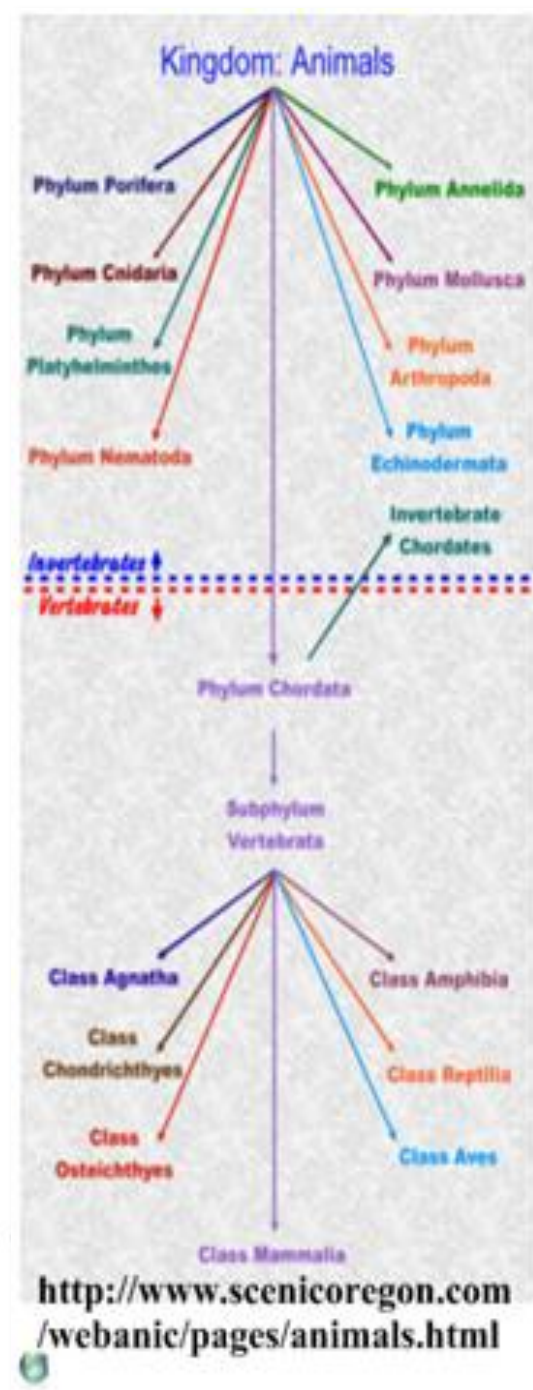 Kingdom: Animals
Phylum Porifera
Phylum Annelida
Phylum Cnidaria
Phylum Mollusca
Phylum
Platyhelminthos
Phylum
Arthropoda
Phylum Nematoda
Phylum
Echinodermata
Invertebrate
Chordates
Invertebrates
Vertebrates
Phylum Chordata
Subphylum
Vertebrata
Class Agnatha
Class Amphibia
Class
Chondrichthyes
Class Reptilia
Class
Osteichthyes
Class Aves
Class Mammalia
http://www.scenicoregon.com
/webanic/pages/animals.html